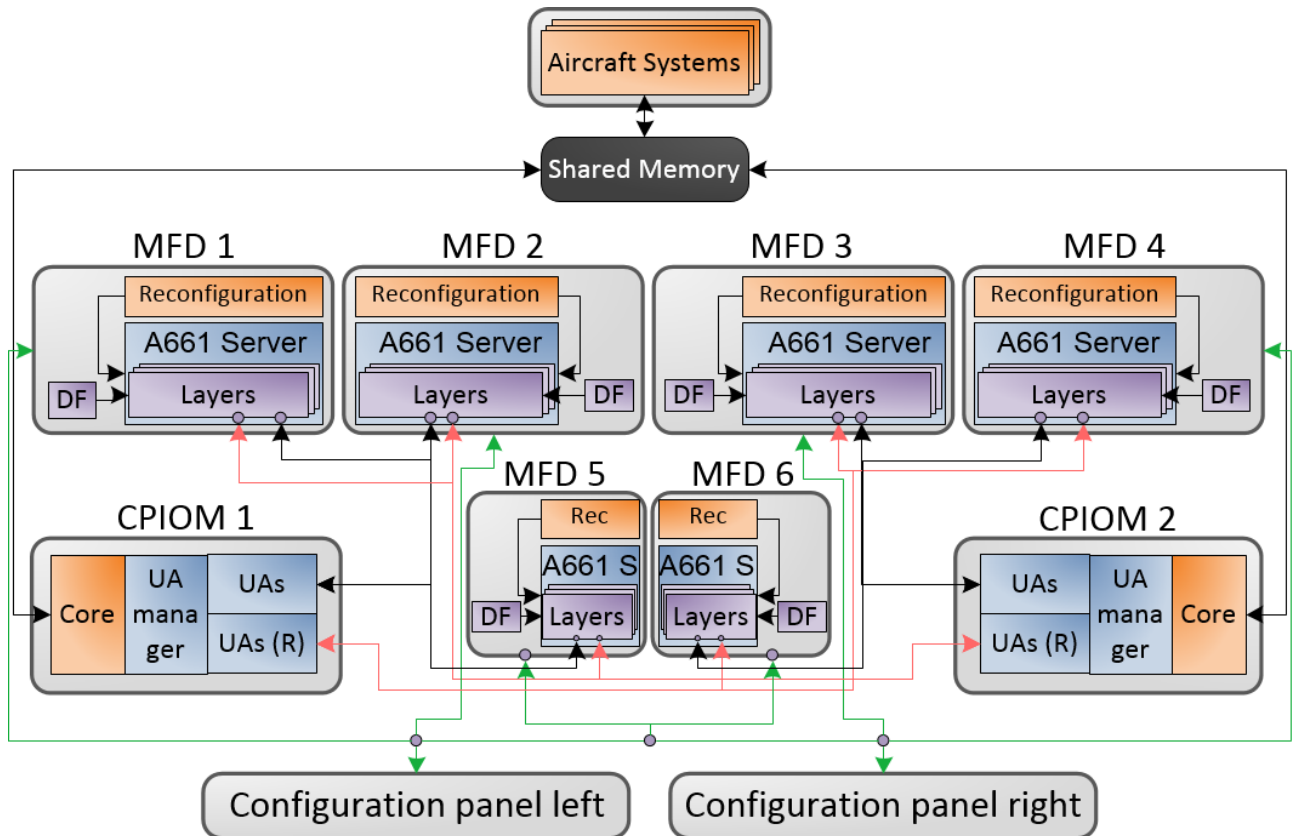 Aircraft Systems
Shared Memory
MFD 1
MFD 2
MFD 3
MFD 4
Reconfiguration
Reconfiguration
Reconfiguration
Reconfiguration
A661 Server
A661 Server
A661 Server
A661 Server
DF
Layers
Layers
DF
DF
Layers
Layers
DF
MFD 5
MFD 6
CPIOM 1
CPIOM 2
Rec
Rec
A661 S
A661 S
DF
Layers
Layers
DF
Core
UA
mana
ger
UAs
UAs (R)
UAs
UAs (R)
UA
mana
ger
Core
Configuration panel left
Configuration panel right